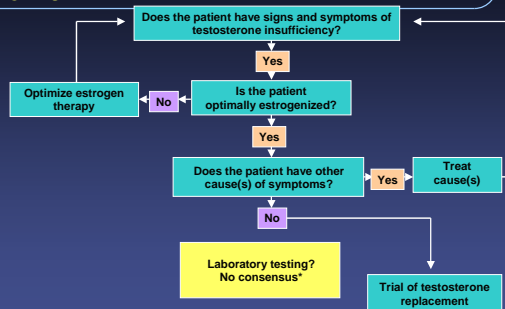 Does the patient have signs and symptoms of
testosterone insufficiency?
Yes
Optimize estrogen
therapy
No
Is the patient
optimally estrogenized?
Yes
Does the patient have other
cause(s) of symptoms?
Yes
Treat
cause(s)
No
Laboratory testing?
No consensus*
Trial of testosterone
replacement